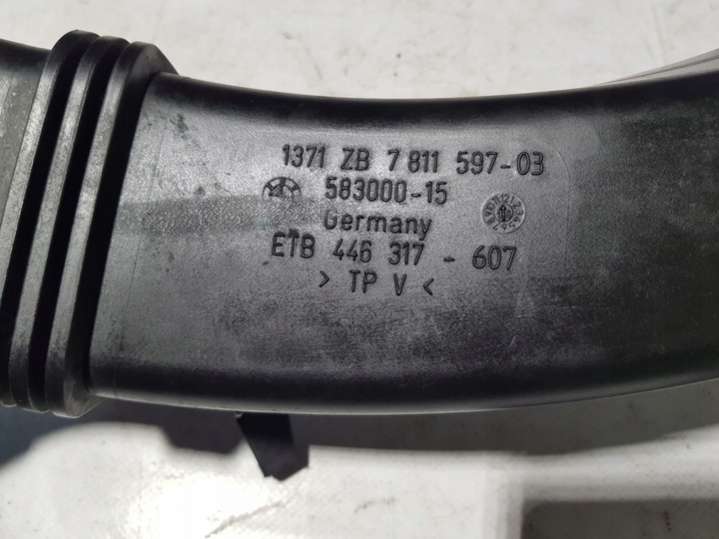 1371 ZB 7 811 597-03
583000-15
Germany
ETB 446 317 - 607
> TP V <